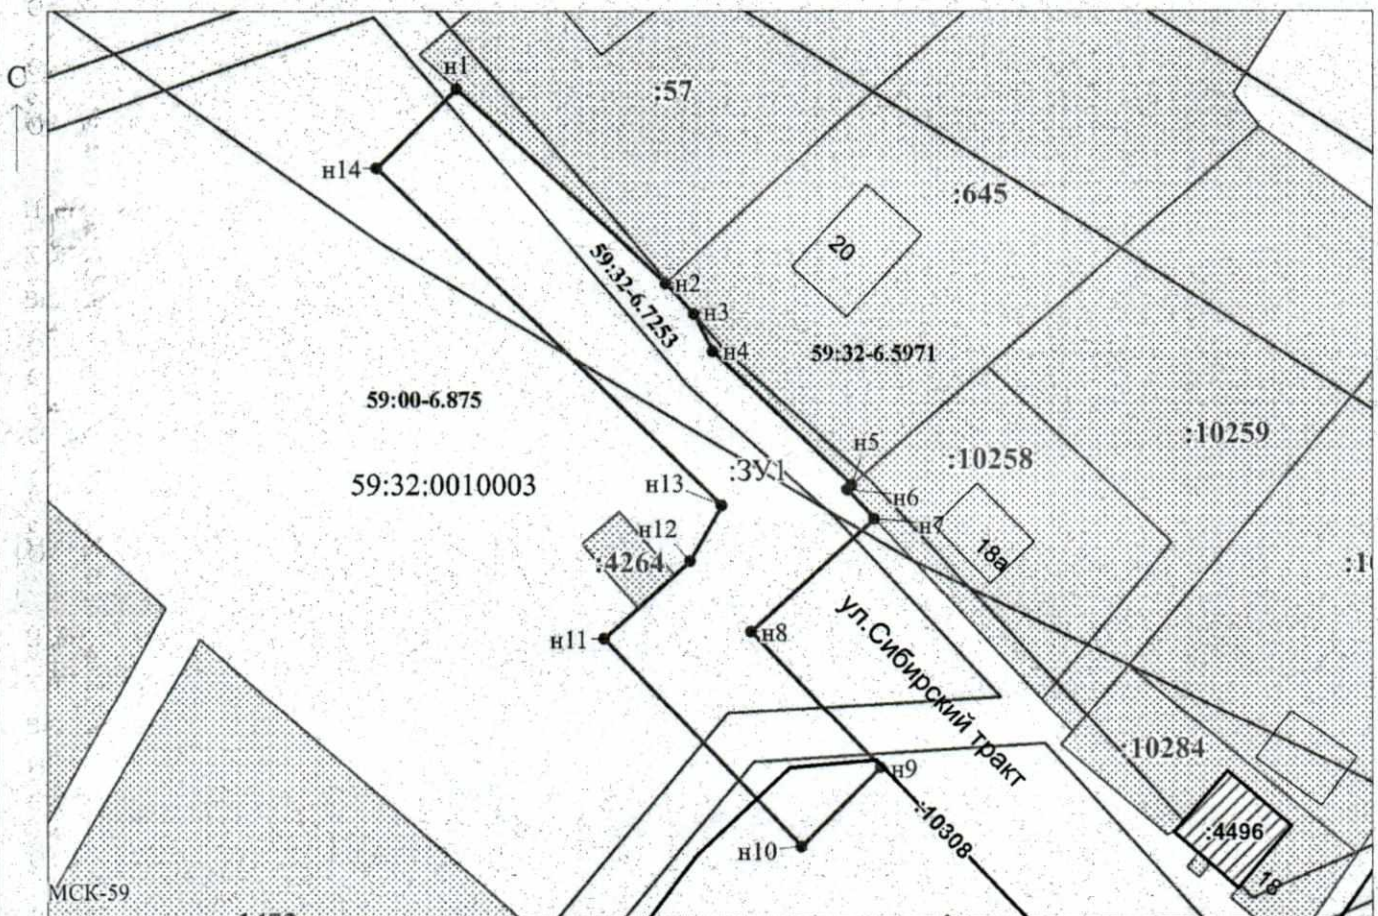 С
н1
:57
н14
:645
20
59:32-6.7253
н2
н3
н4
59:32-6.5971
59:00-6.875
:10259
н5
:10258
:ЗУ1
59:32:0010003
н13
н6
н7
н12
18а
:4264
н11
н8
ул. Сибирский тракт
:10284
н9
:10308
:4496
н10
18
МСК-59